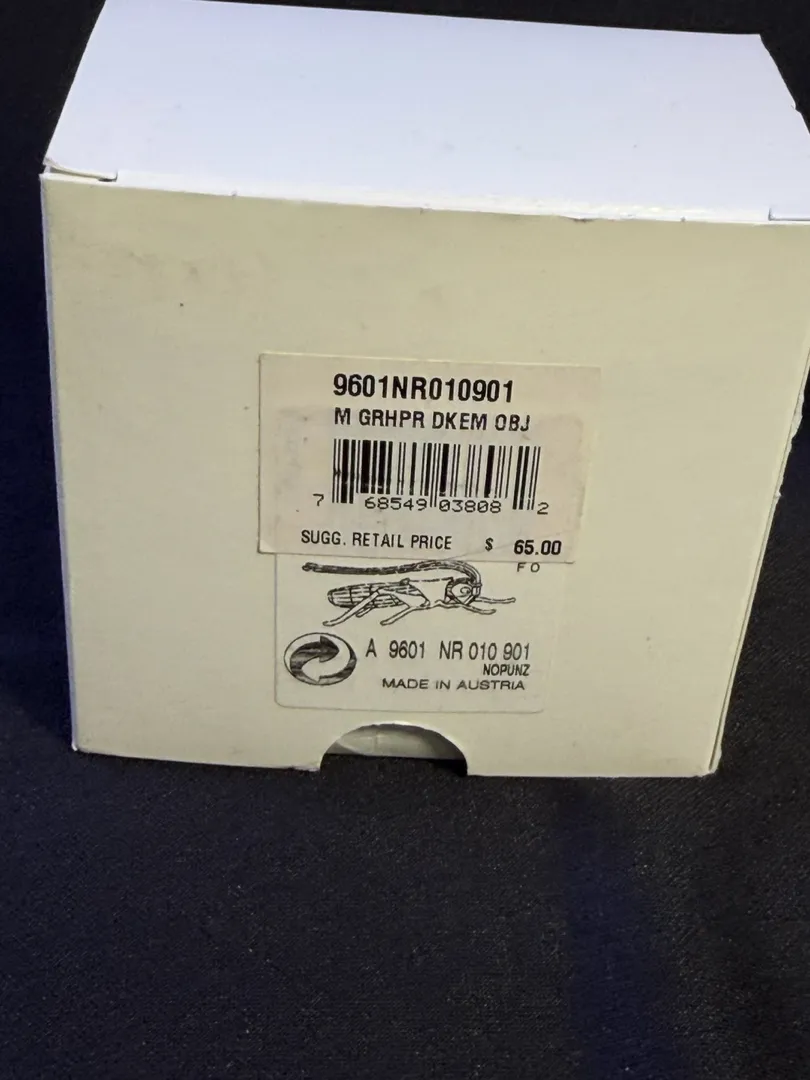 9601NR010901
M GRHPR DKEM OBJ
7 68549 03808 2
SUGG. RETAIL PRICE $ 65.00
FO
A 9601 NR 010 901
NOPUNZ
MADE IN AUSTRIA